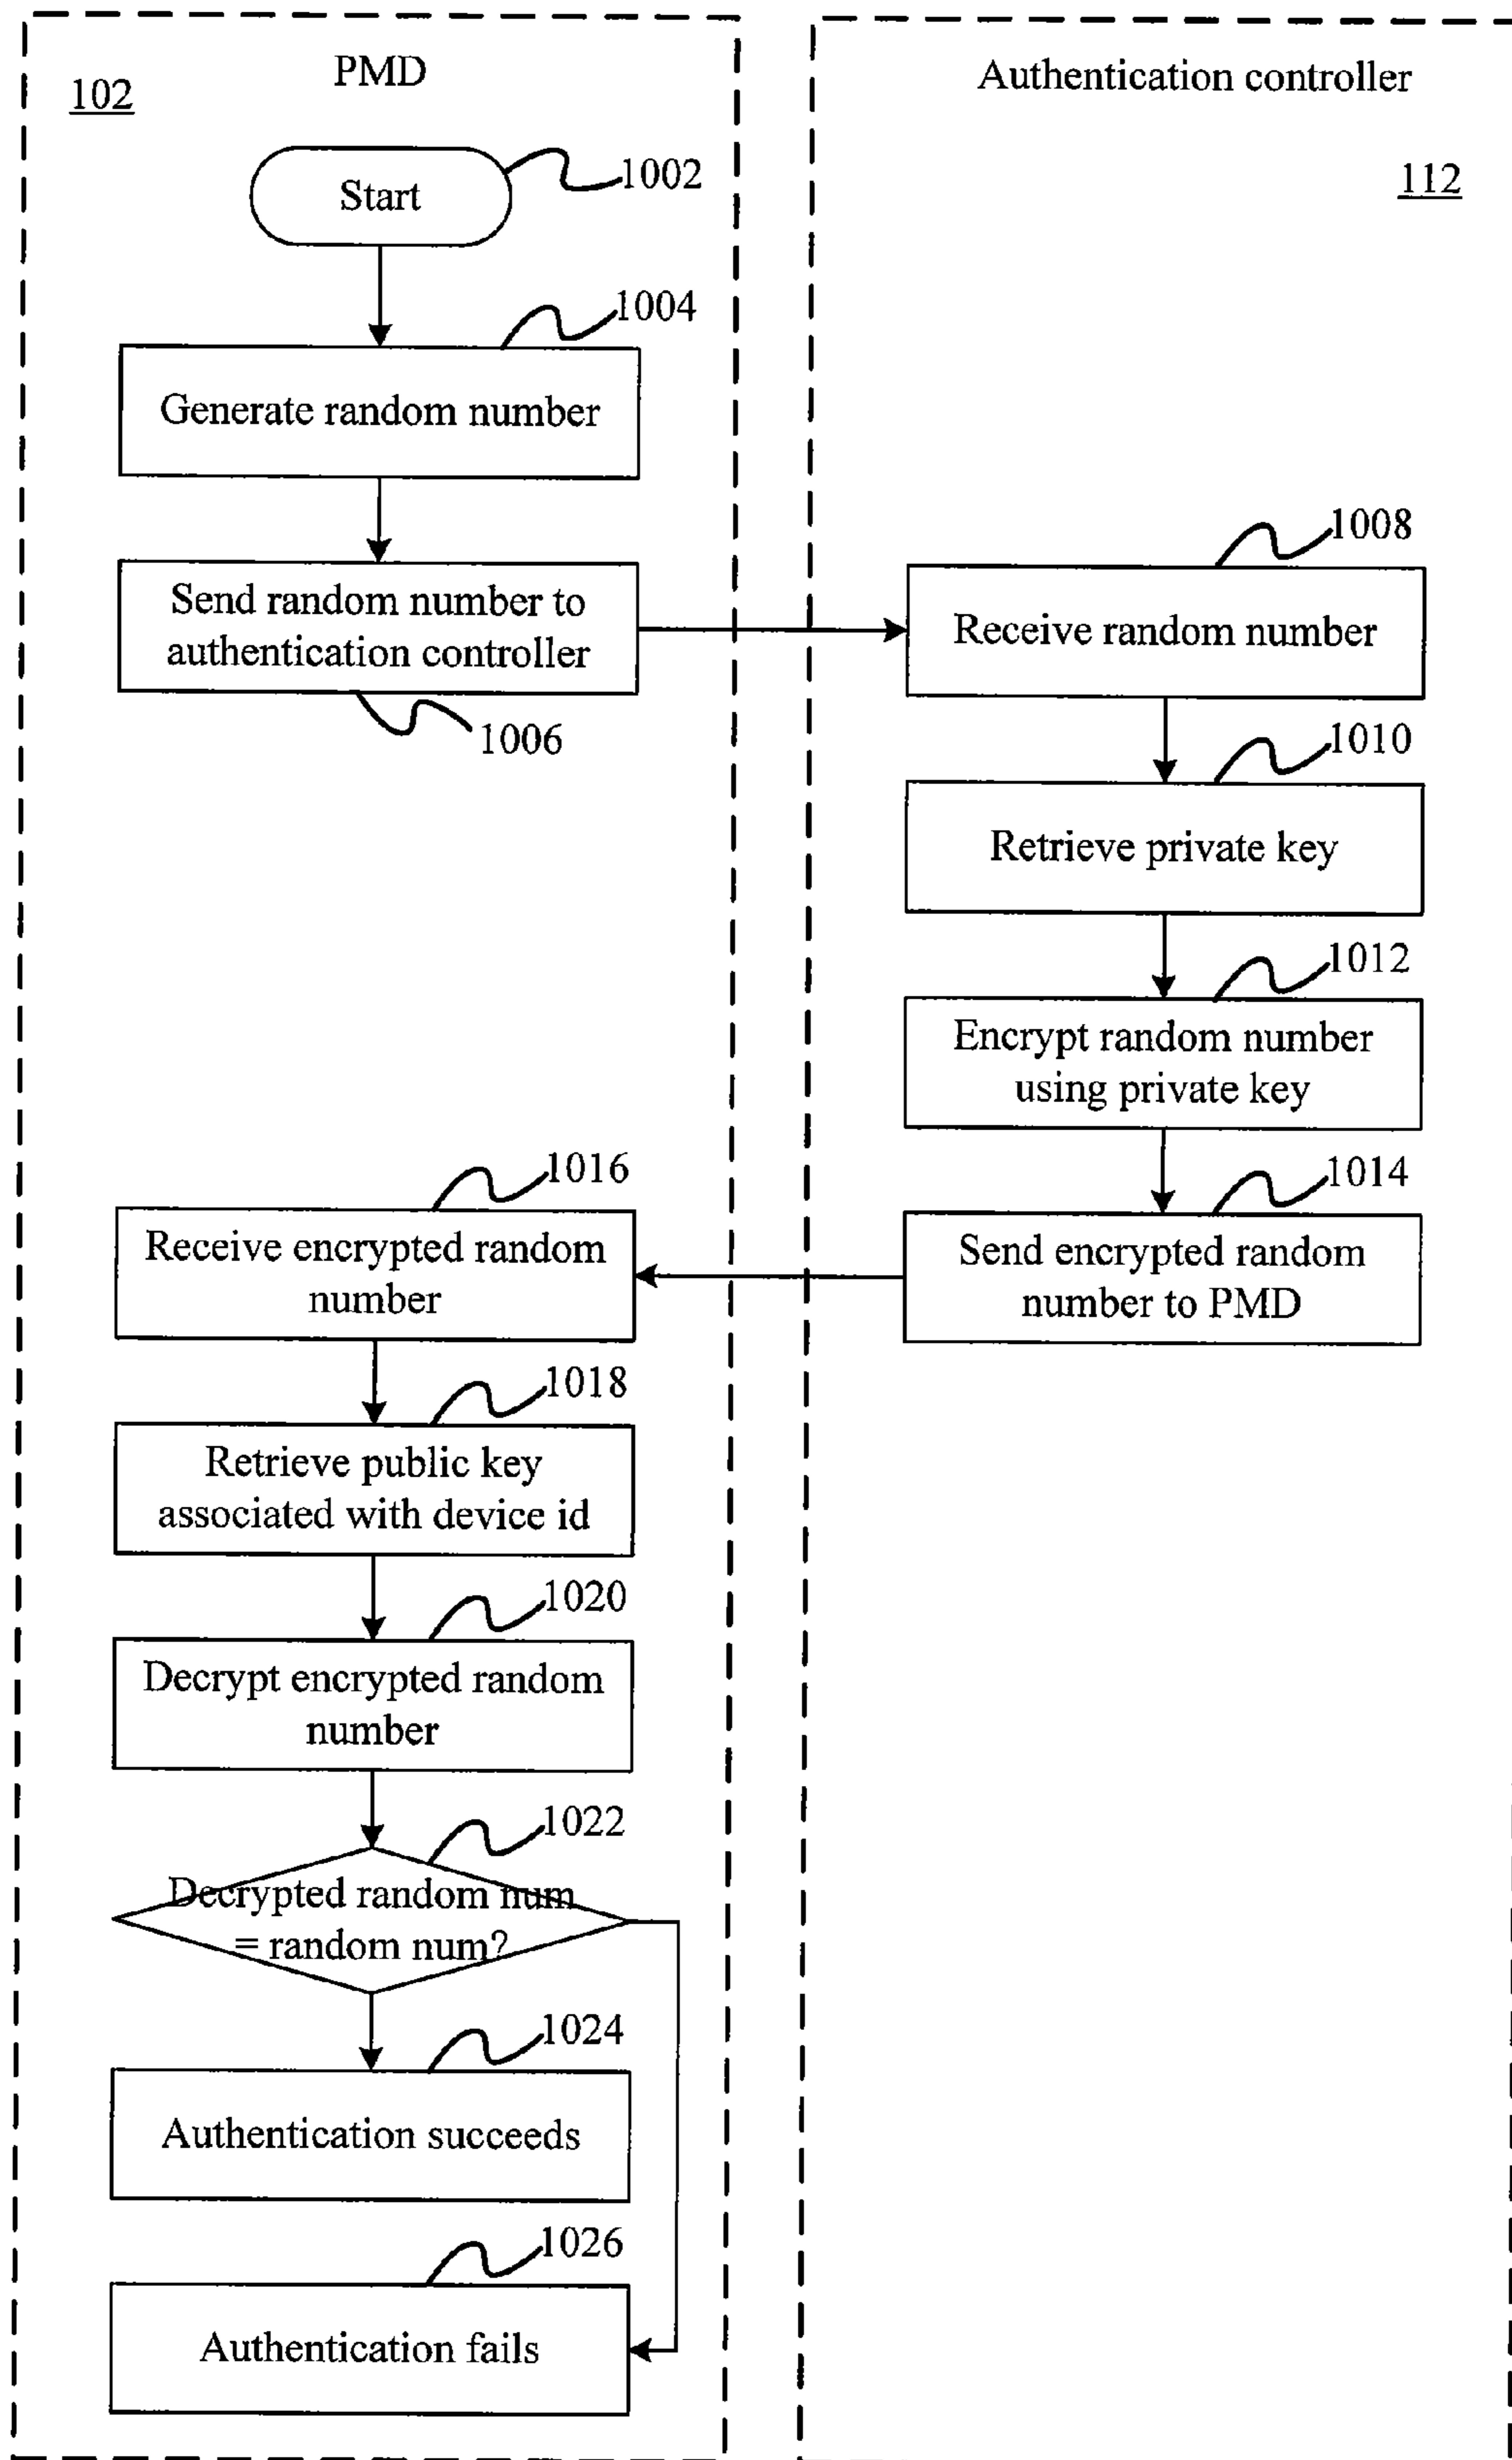 PMD
102
Start
1002
1004
Generate random number
Send random number to
authentication controller
1006
Authentication controller
112
1008
Receive random number
1010
Retrieve private key
1012
Encrypt random number
using private key
1014
Send encrypted random
number to PMD
1016
Receive encrypted random
number
1018
Retrieve public key
associated with device id
1020
Decrypt encrypted random
number
1022
Decrypted random num
= random num?
1024
Authentication succeeds
1026
Authentication fails